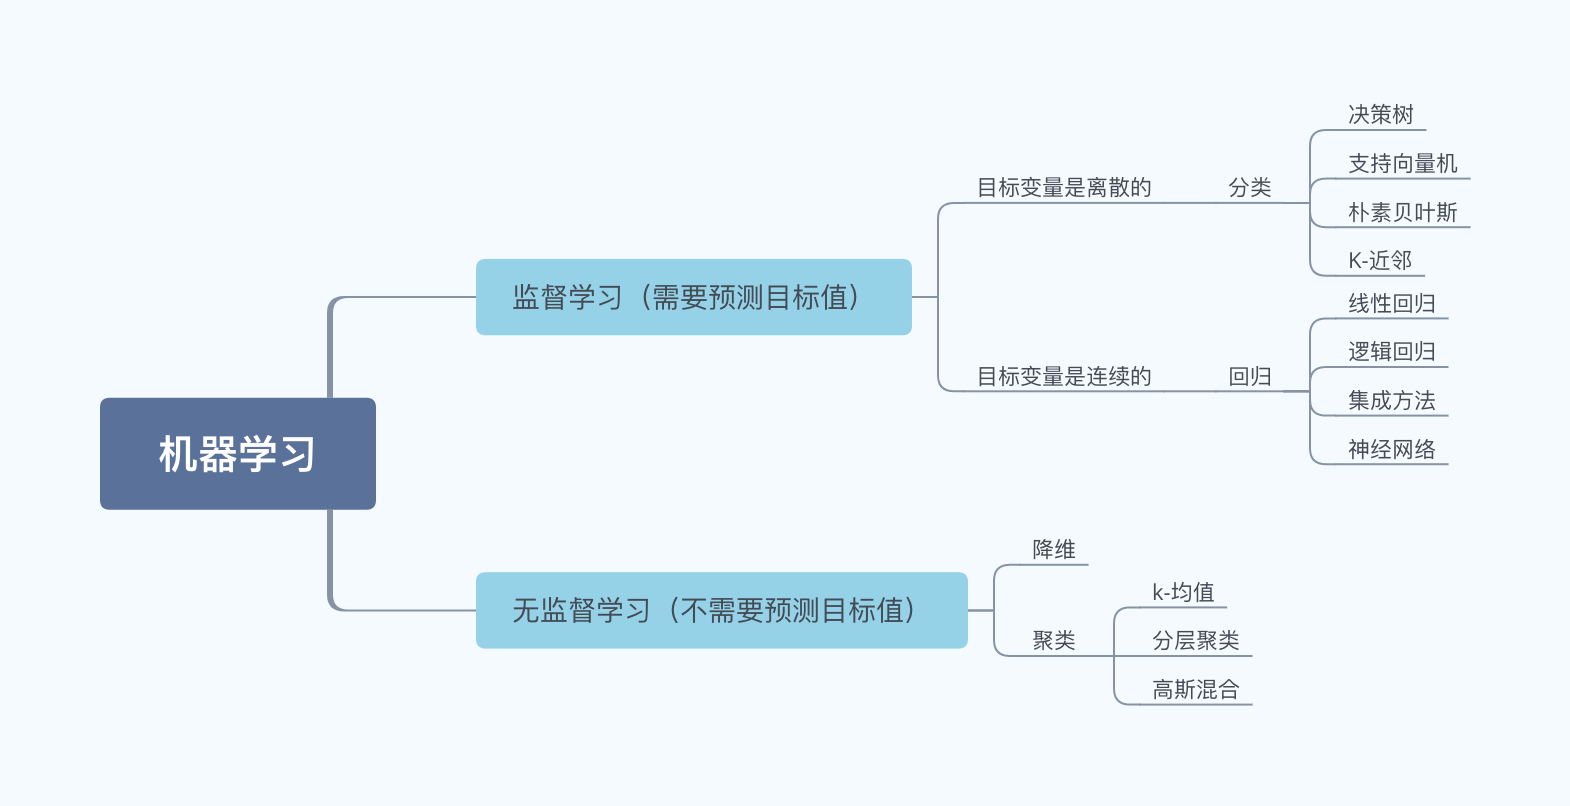 机器学习
监督学习（需要预测目标值）
目标变量是离散的
分类
决策树
支持向量机
朴素贝叶斯
K-近邻
目标变量是连续的
回归
线性回归
逻辑回归
集成方法
神经网络
无监督学习（不需要预测目标值）
降维
聚类
k-均值
分层聚类
高斯混合